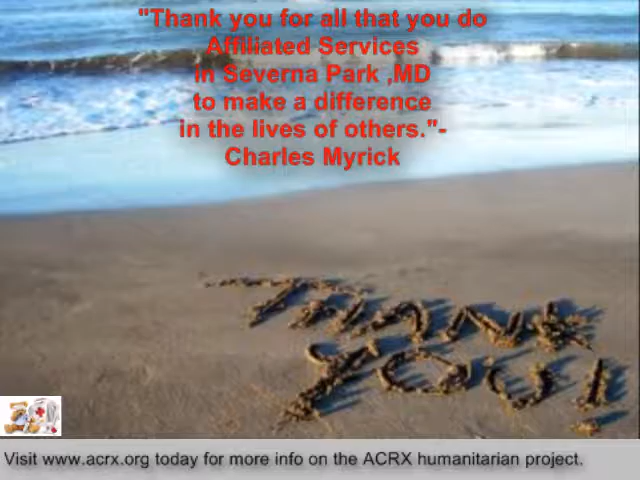 "Thank you for all that you do
Affiliated Services
in Severna Park ,MD
to make a difference
in the lives of others."-
Charles Myrick
THANK
YOU!
Visit www.acrx.org today for more info on the ACRX humanitarian project.